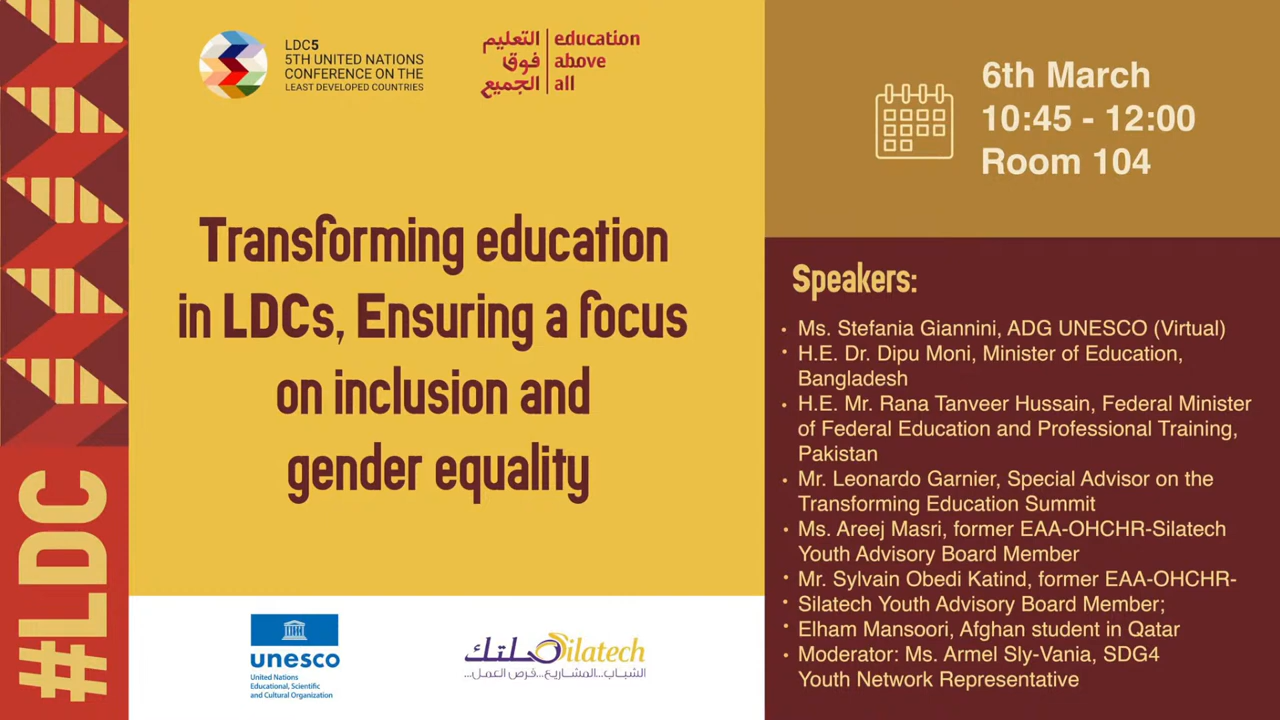 LDC5
5TH UNITED NATIONS
CONFERENCE ON THE
LEAST DEVELOPED COUNTRIES
التعليم
فوق
الجميع
education
above
all
6th March
10:45 - 12:00
Room 104
Transforming education
in LDCs, Ensuring a focus
on inclusion and
gender equality
Speakers:
• Ms. Stefania Giannini, ADG UNESCO (Virtual)
• H.E. Dr. Dipu Moni, Minister of Education,
Bangladesh
• H.E. Mr. Rana Tanveer Hussain, Federal Minister
of Federal Education and Professional Training,
Pakistan
• Mr. Leonardo Garnier, Special Advisor on the
Transforming Education Summit
• Ms. Areej Masri, former EAA-OHCHR-Silatech
Youth Advisory Board Member
• Mr. Sylvain Obedi Katind, former EAA-OHCHR-
• Silatech Youth Advisory Board Member;
• Elham Mansoori, Afghan student in Qatar
• Moderator: Ms. Armel Sly-Vania, SDG4
Youth Network Representative
#LDC
unesco
United Nations
Educational, Scientific
and Cultural Organization
صلتك Silatech
الشباب...المشاريع...فرص العمل...